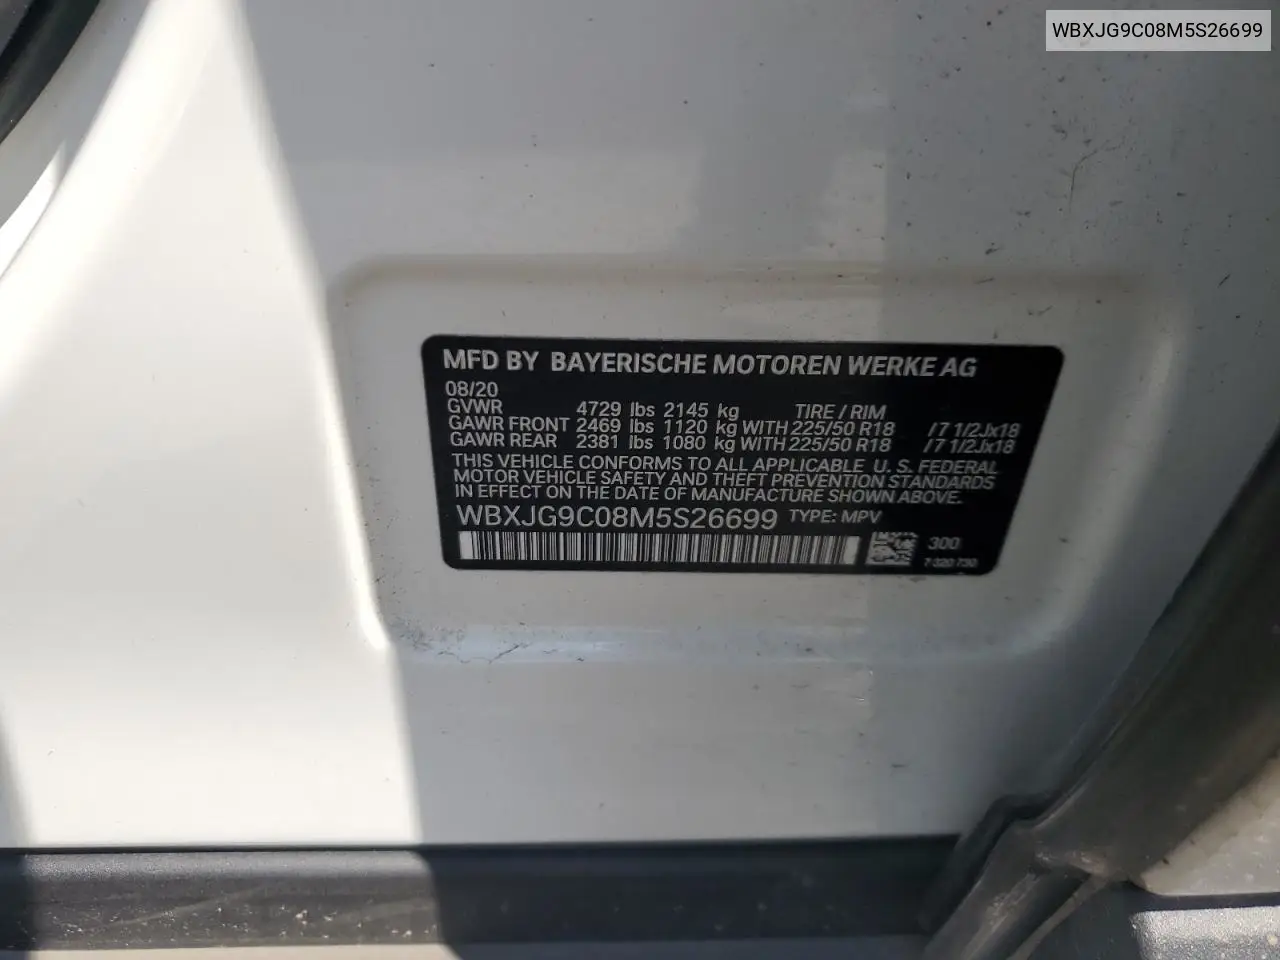 WBXJG9C08M5S26699
MFD BY BAYERISCHE MOTOREN WERKE AG
08/20
GVWR 4729 lbs 2145 kg TIRE / RIM
GAWR FRONT 2469 lbs 1120 kg WITH 225/50 R18 / 7 1/2Jx18
GAWR REAR 2381 lbs 1080 kg WITH 225/50 R18 / 7 1/2Jx18
THIS VEHICLE CONFORMS TO ALL APPLICABLE U. S. FEDERAL
MOTOR VEHICLE SAFETY AND THEFT PREVENTION STANDARDS
IN EFFECT ON THE DATE OF MANUFACTURE SHOWN ABOVE.
WBXJG9C08M5S26699 TYPE: MPV
300
7 320 730